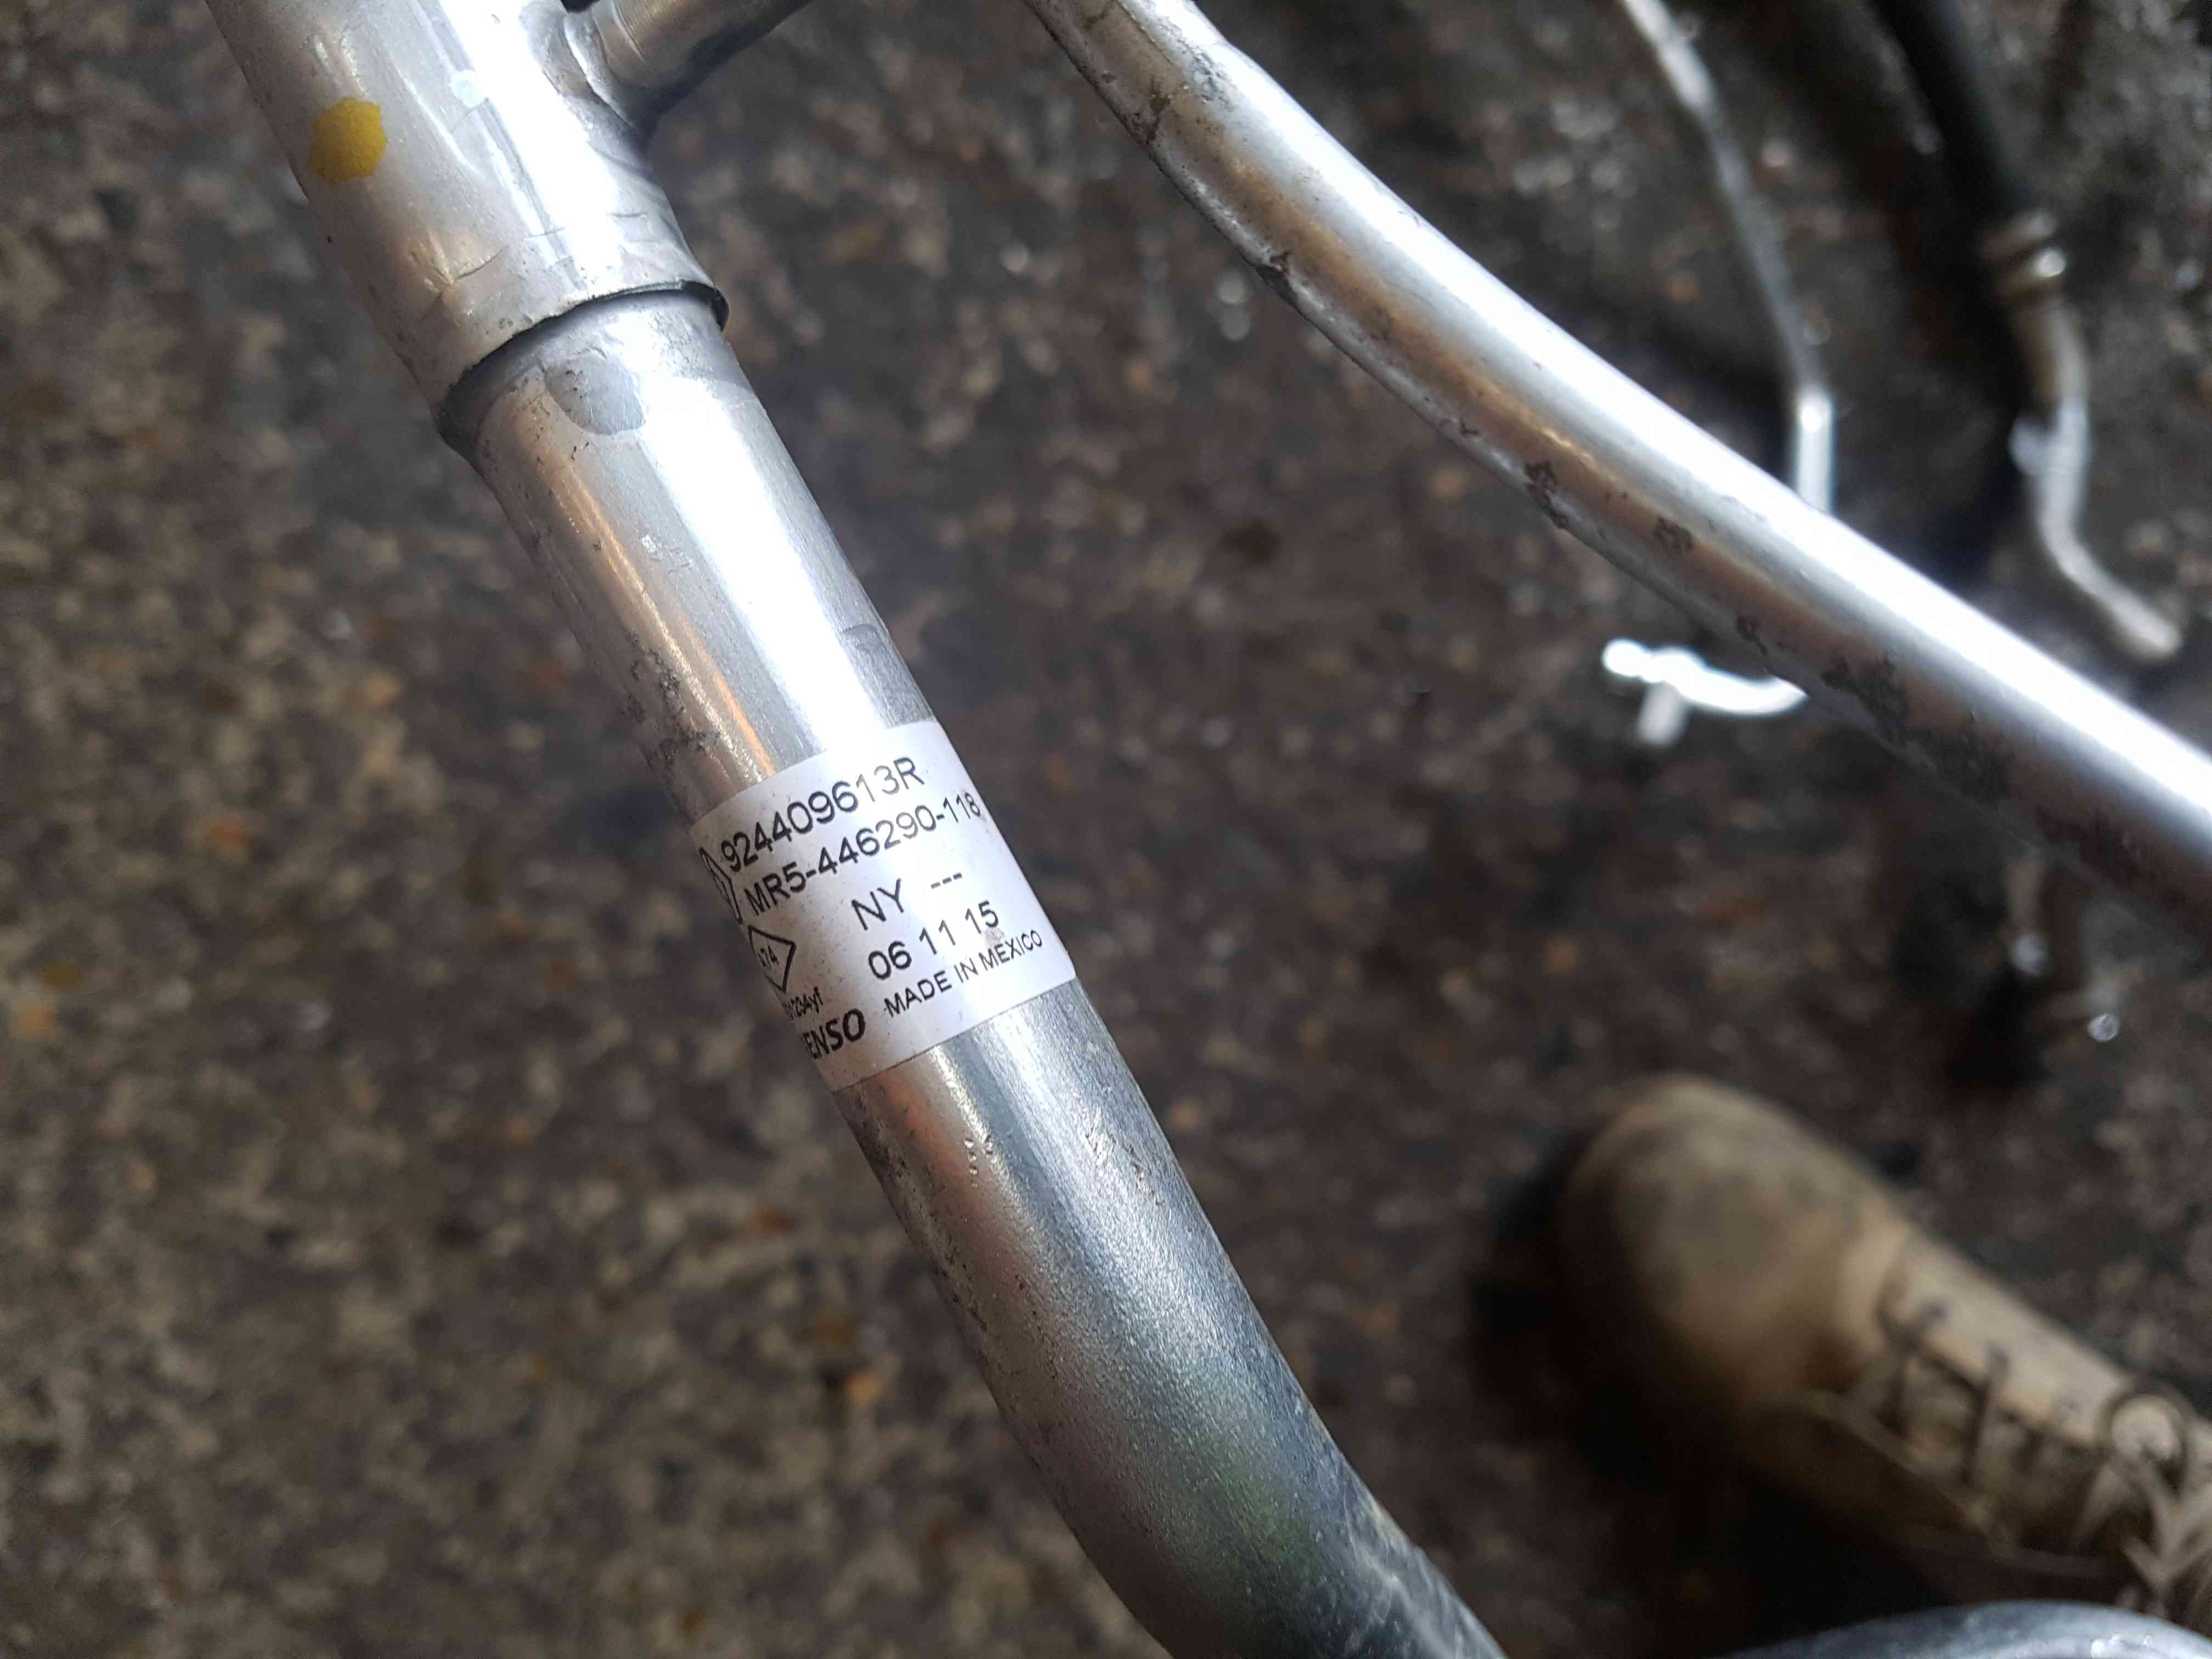 924409613R
MR5-446290-118
NY ---
06 11 15
MADE IN MEXICO